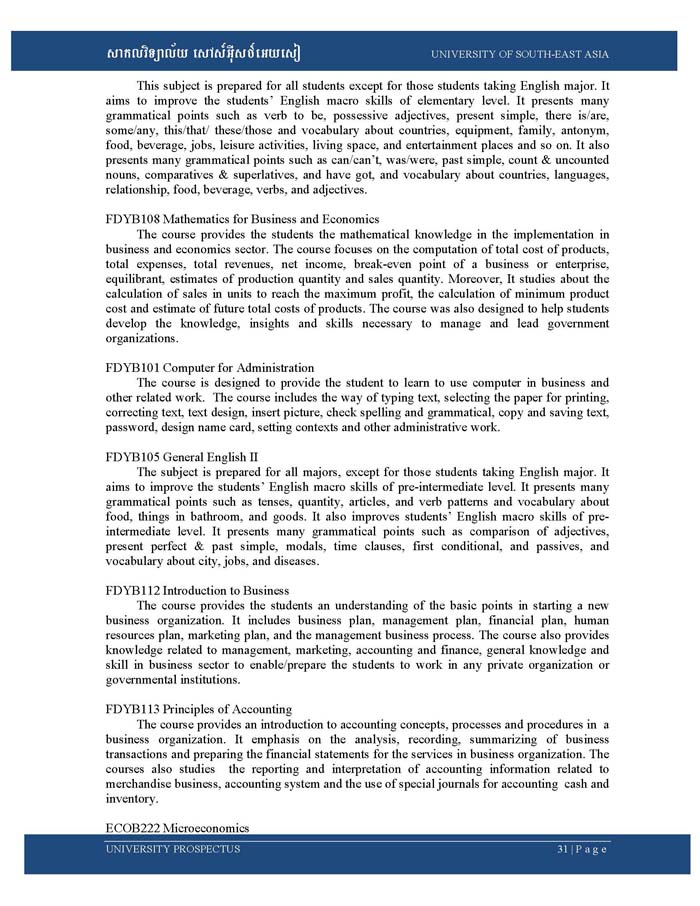 សាកលវិទ្យាល័យ សៅស៍អ៊ីសថ៍អេយសៀ
UNIVERSITY OF SOUTH-EAST ASIA
This subject is prepared for all students except for those students taking English major. It
aims to improve the students’ English macro skills of elementary level. It presents many
grammatical points such as verb to be, possessive adjectives, present simple, there is/are,
some/any, this/that/ these/those and vocabulary about countries, equipment, family, antonym,
food, beverage, jobs, leisure activities, living space, and entertainment places and so on. It also
presents many grammatical points such as can/can’t, was/were, past simple, count & uncounted
nouns, comparatives & superlatives, and have got, and vocabulary about countries, languages,
relationship, food, beverage, verbs, and adjectives.
FDYB108 Mathematics for Business and Economics
The course provides the students the mathematical knowledge in the implementation in
business and economics sector. The course focuses on the computation of total cost of products,
total expenses, total revenues, net income, break-even point of a business or enterprise,
equilibrant, estimates of production quantity and sales quantity. Moreover, It studies about the
calculation of sales in units to reach the maximum profit, the calculation of minimum product
cost and estimate of future total costs of products. The course was also designed to help students
develop the knowledge, insights and skills necessary to manage and lead government
organizations.
FDYB101 Computer for Administration
The course is designed to provide the student to learn to use computer in business and
other related work. The course includes the way of typing text, selecting the paper for printing,
correcting text, text design, insert picture, check spelling and grammatical, copy and saving text,
password, design name card, setting contexts and other administrative work.
FDYB105 General English II
The subject is prepared for all majors, except for those students taking English major. It
aims to improve the students’ English macro skills of pre-intermediate level. It presents many
grammatical points such as tenses, quantity, articles, and verb patterns and vocabulary about
food, things in bathroom, and goods. It also improves students’ English macro skills of pre-
intermediate level. It presents many grammatical points such as comparison of adjectives,
present perfect & past simple, modals, time clauses, first conditional, and passives, and
vocabulary about city, jobs, and diseases.
FDYB112 Introduction to Business
The course provides the students an understanding of the basic points in starting a new
business organization. It includes business plan, management plan, financial plan, human
resources plan, marketing plan, and the management business process. The course also provides
knowledge related to management, marketing, accounting and finance, general knowledge and
skill in business sector to enable/prepare the students to work in any private organization or
governmental institutions.
FDYB113 Principles of Accounting
The course provides an introduction to accounting concepts, processes and procedures in a
business organization. It emphasis on the analysis, recording, summarizing of business
transactions and preparing the financial statements for the services in business organization. The
courses also studies the reporting and interpretation of accounting information related to
merchandise business, accounting system and the use of special journals for accounting cash and
inventory.
ECOB222 Microeconomics
UNIVERSITY PROSPECTUS
31 | P a g e